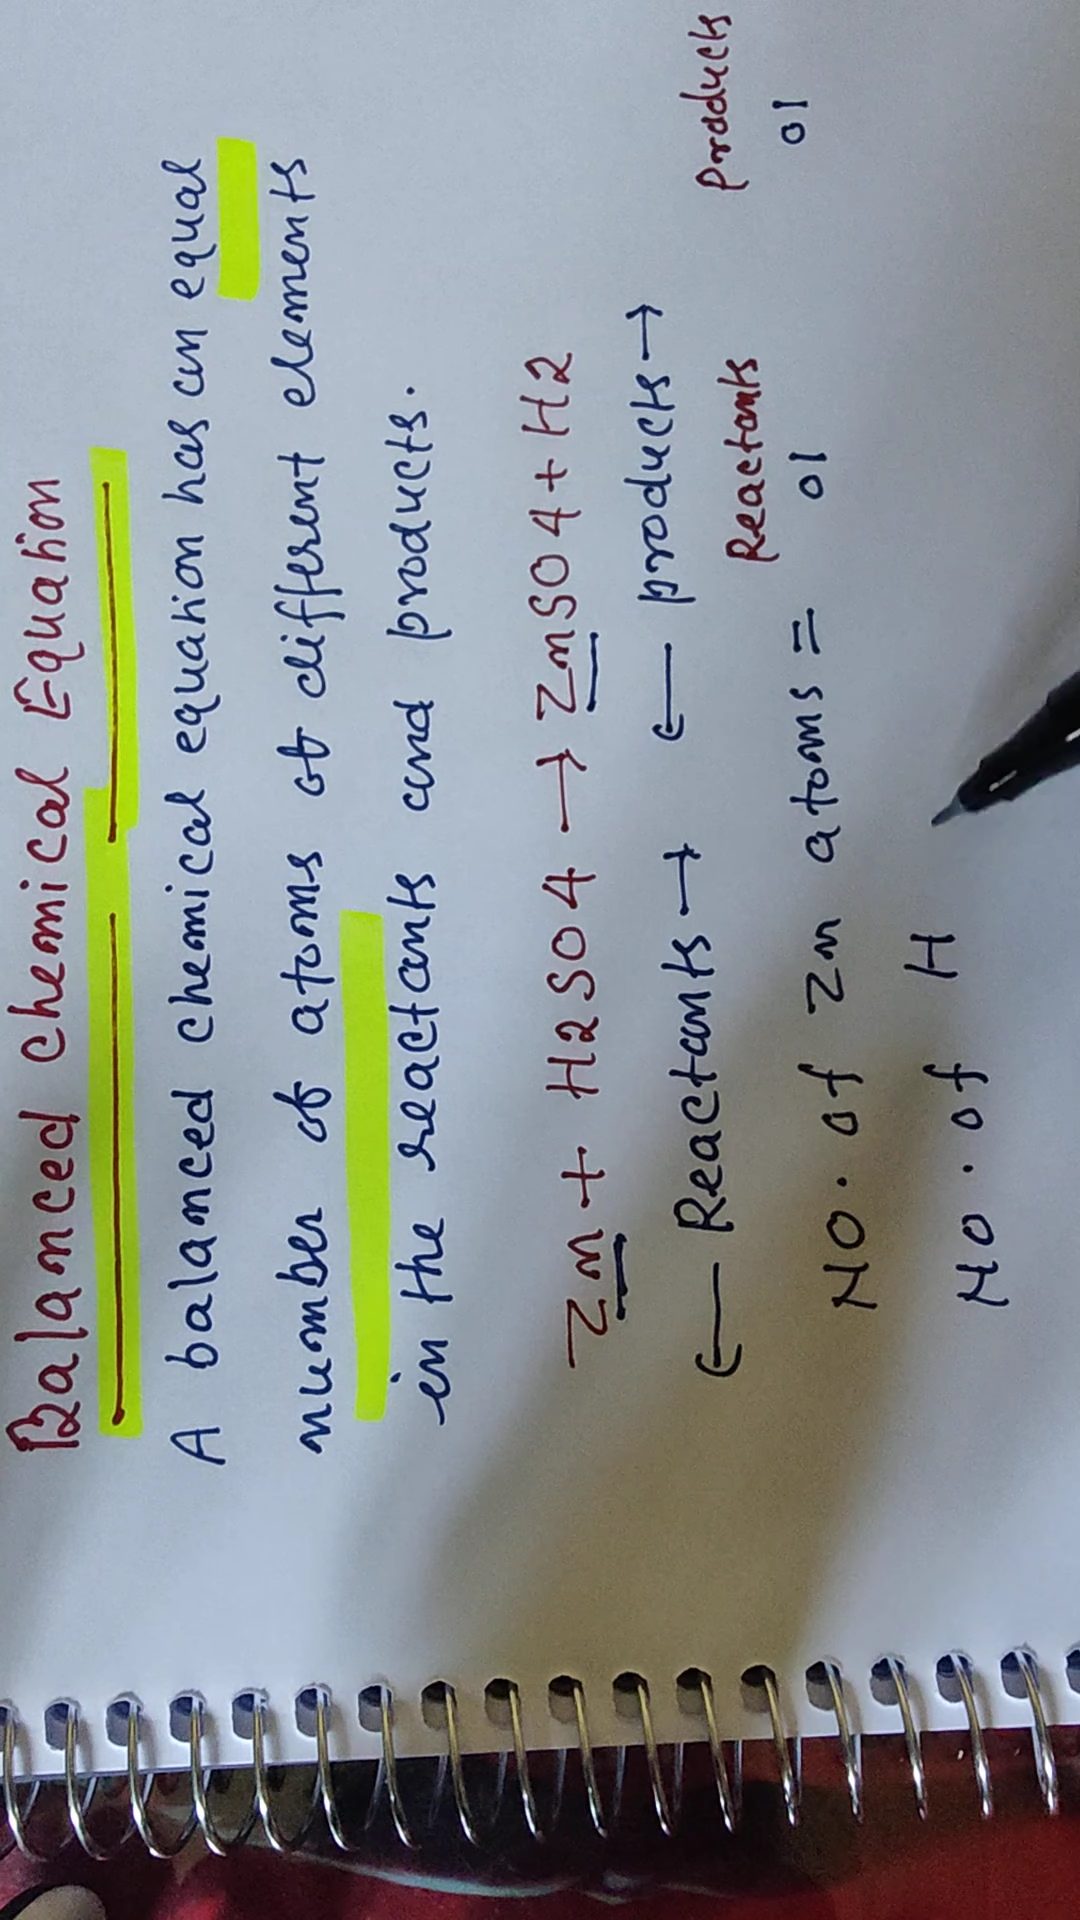 Balanced chemical Equation
A balanced chemical equation has an equal
number of atoms of different elements
in the reactants and products.
Zn + H2SO4 → ZnSO4 + H2
← Reactants → ← products →
Reactants products
No. of Zn atoms = 01 01
No. of H